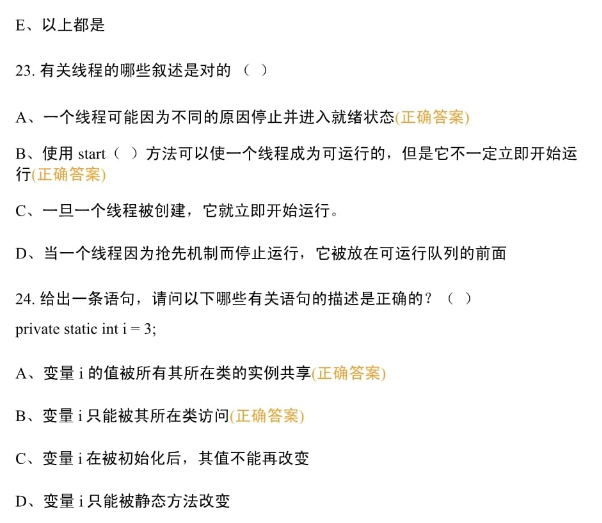 E、以上都是
23. 有关线程的哪些叙述是对的 （ ）
A、一个线程可能因为不同的原因停止并进入就绪状态(正确答案)
B、使用 start（ ）方法可以使一个线程成为可运行的，但是它不一定立即开始运
行(正确答案)
C、一旦一个线程被创建，它就立即开始运行。
D、当一个线程因为抢先机制而停止运行，它被放在可运行队列的前面
24. 给出一条语句，请问以下哪些有关语句的描述是正确的？（ ）
private static int i = 3;
A、变量 i 的值被所有其所在类的实例共享(正确答案)
B、变量 i 只能被其所在类访问(正确答案)
C、变量 i 在被初始化后，其值不能再改变
D、变量 i 只能被静态方法改变